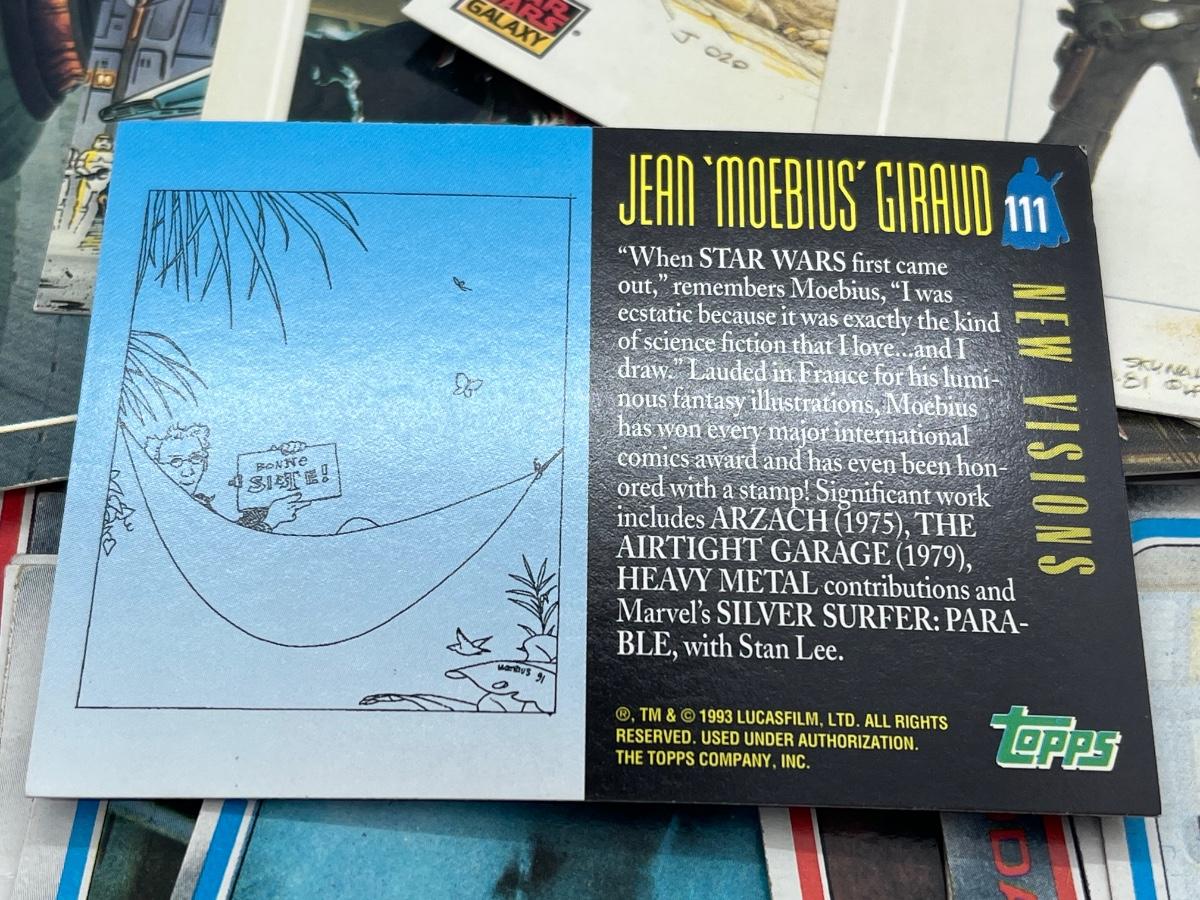 STAR
WARS
GALAXY
J 020
JEAN 'MOEBIUS' GIRAUD
111
NEW VISIONS
"When STAR WARS first came
out," remembers Moebius, "I was
ecstatic because it was exactly the kind
of science fiction that I love...and I
draw." Lauded in France for his lumi-
nous fantasy illustrations, Moebius
has won every major international
comics award and has even been hon-
ored with a stamp! Significant work
includes ARZACH (1975), THE
AIRTIGHT GARAGE (1979),
HEAVY METAL contributions and
Marvel's SILVER SURFER: PARA-
BLE, with Stan Lee.
®, TM & © 1993 LUCASFILM, LTD. ALL RIGHTS
RESERVED. USED UNDER AUTHORIZATION.
THE TOPPS COMPANY, INC.
topps
BONNE
SIESTE!
MOEBIUS 91